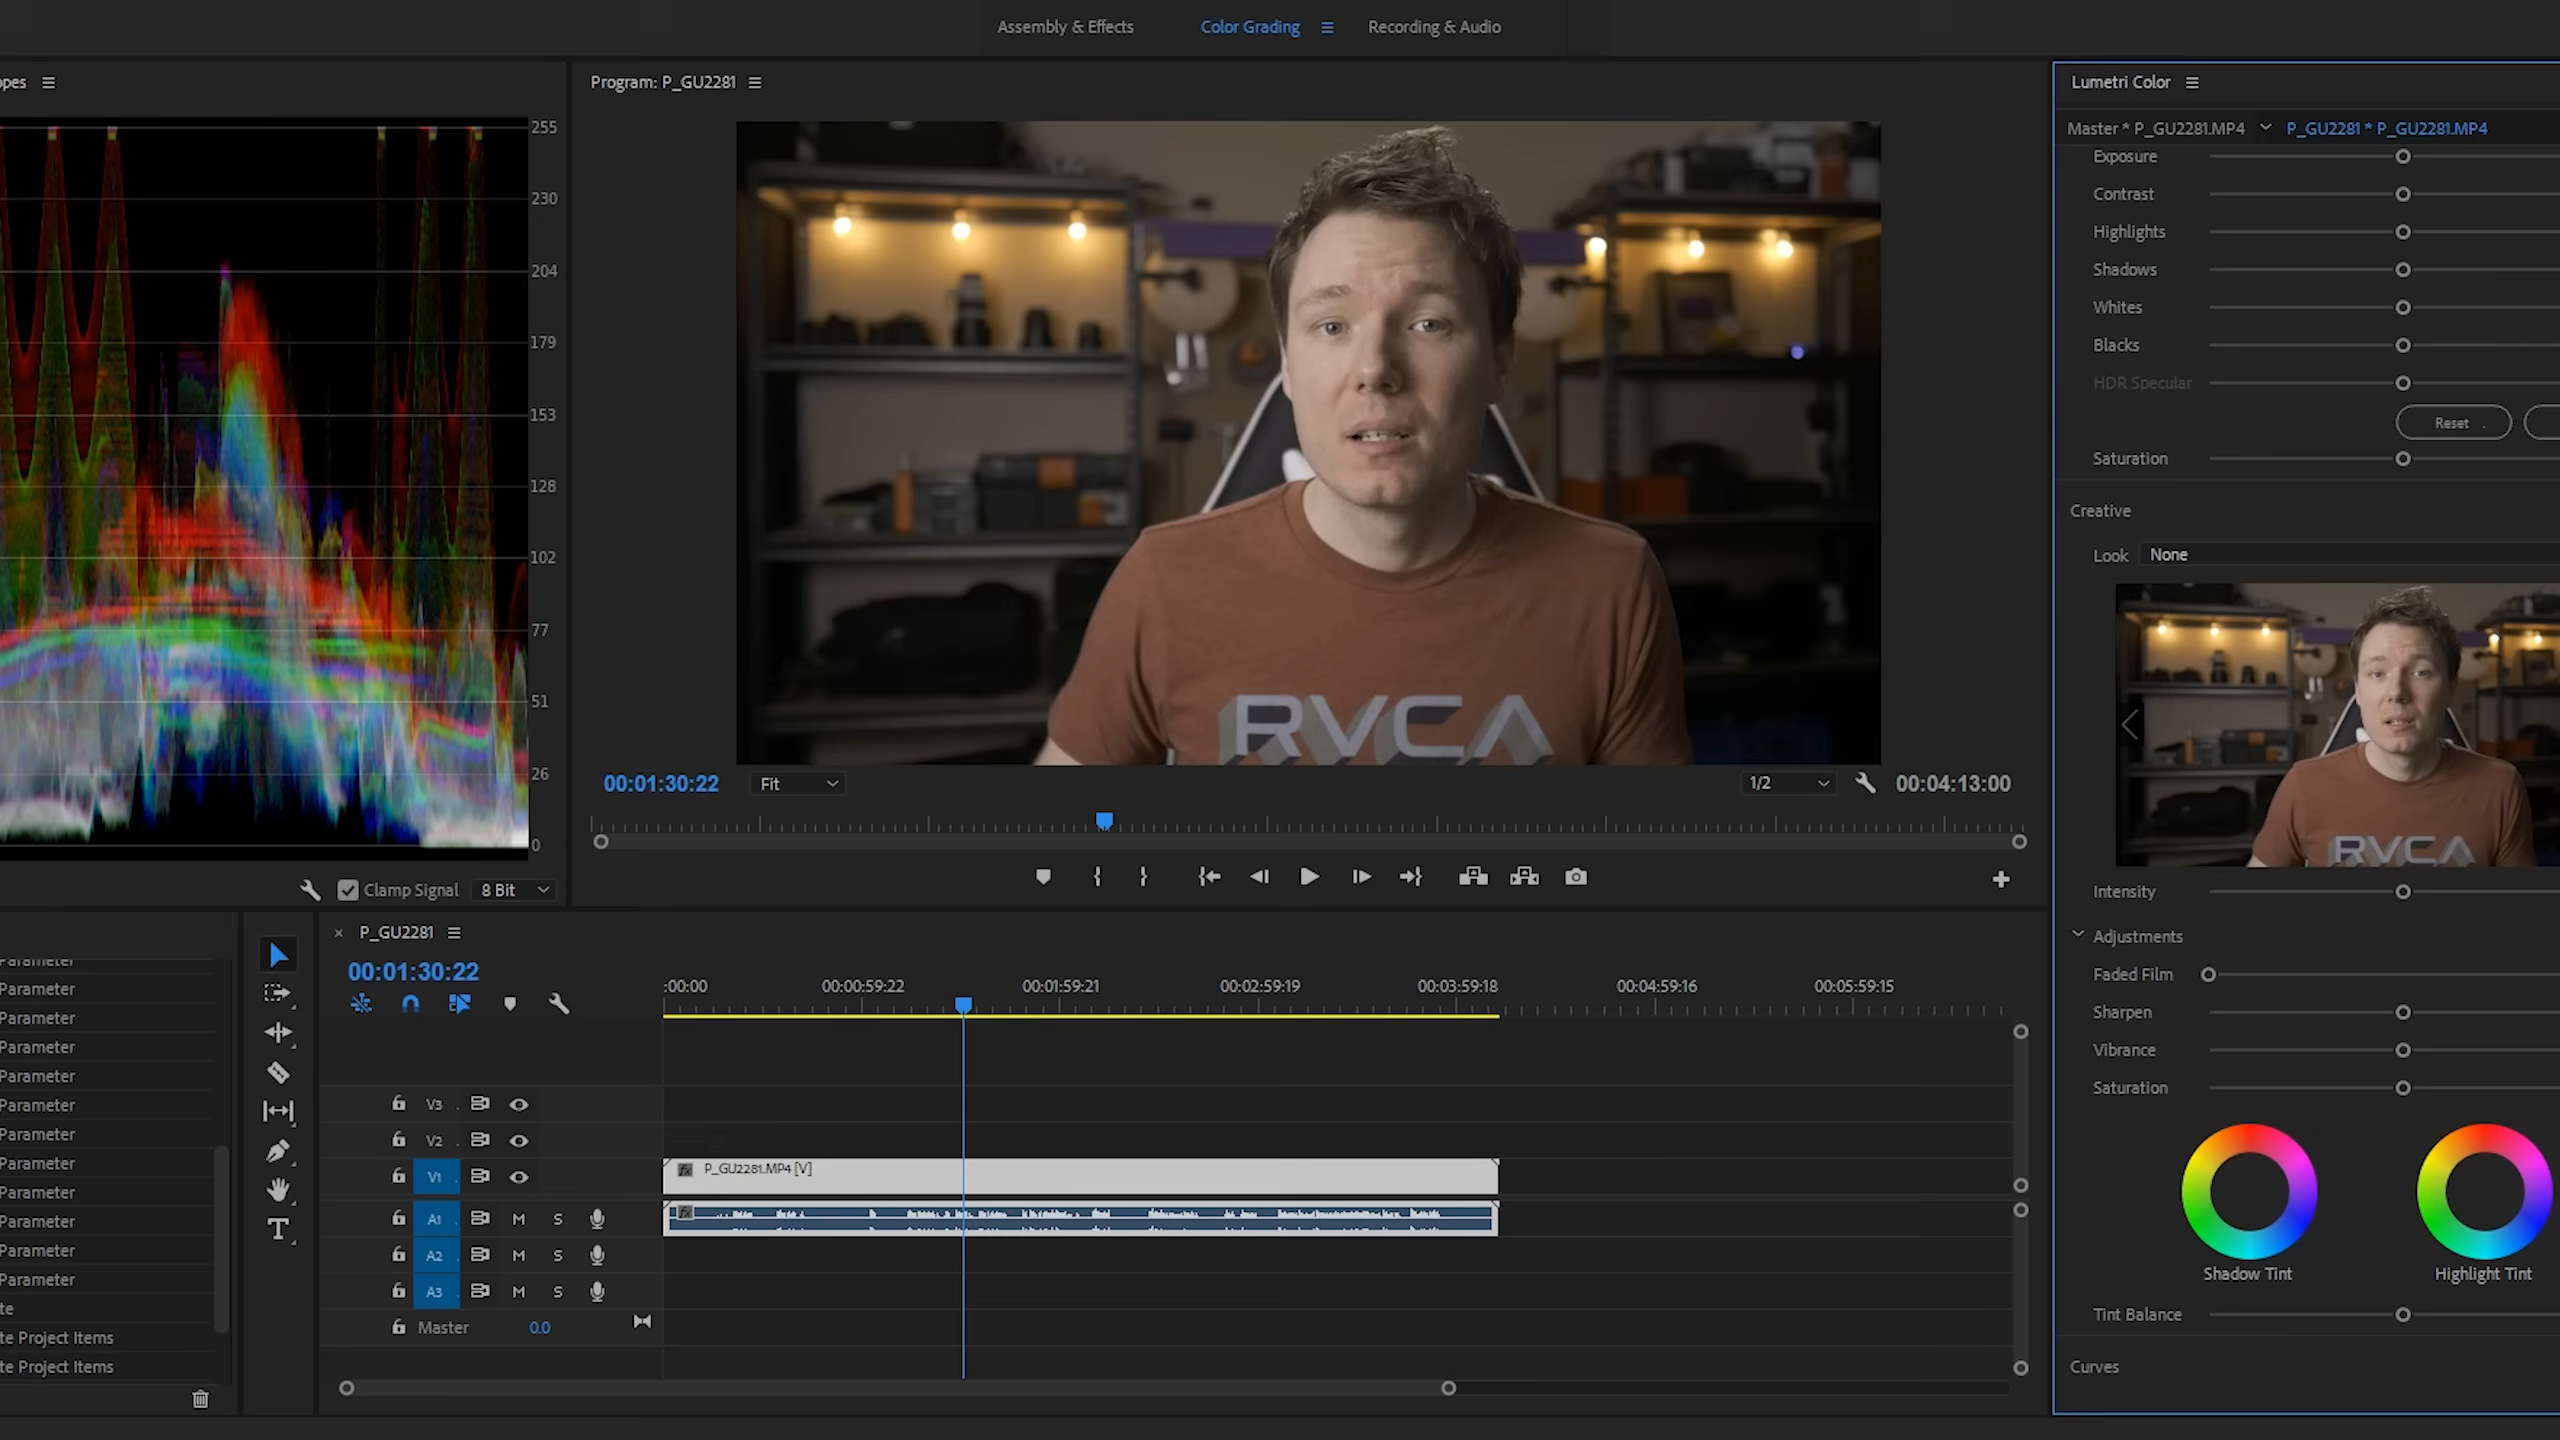 Assembly & Effects
Color Grading
Recording & Audio
opes
255
230
204
179
153
128
102
77
51
26
0
Clamp Signal
8 Bit
Program: P_GU2281
RVCA
00:01:30:22
Fit
1/2
00:04:13:00
Lumetri Color
Master * P_GU2281.MP4
P_GU2281 * P_GU2281.MP4
Exposure
Contrast
Highlights
Shadows
Whites
Blacks
HDR Specular
Reset
Saturation
Creative
Look
None
RVCA
Intensity
Adjustments
Faded Film
Sharpen
Vibrance
Saturation
Shadow Tint
Highlight Tint
Tint Balance
Curves
Parameter
Parameter
Parameter
Parameter
Parameter
Parameter
Parameter
Parameter
Parameter
Parameter
Parameter
Parameter
te
te Project Items
te Project Items
P_GU2281
00:01:30:22
:00:00
00:00:59:22
00:01:59:21
00:02:59:19
00:03:59:18
00:04:59:16
00:05:59:15
V3
V2
V1
P_GU2281.MP4 [V]
A1 M S
A2 M S
A3 M S
Master 0.0